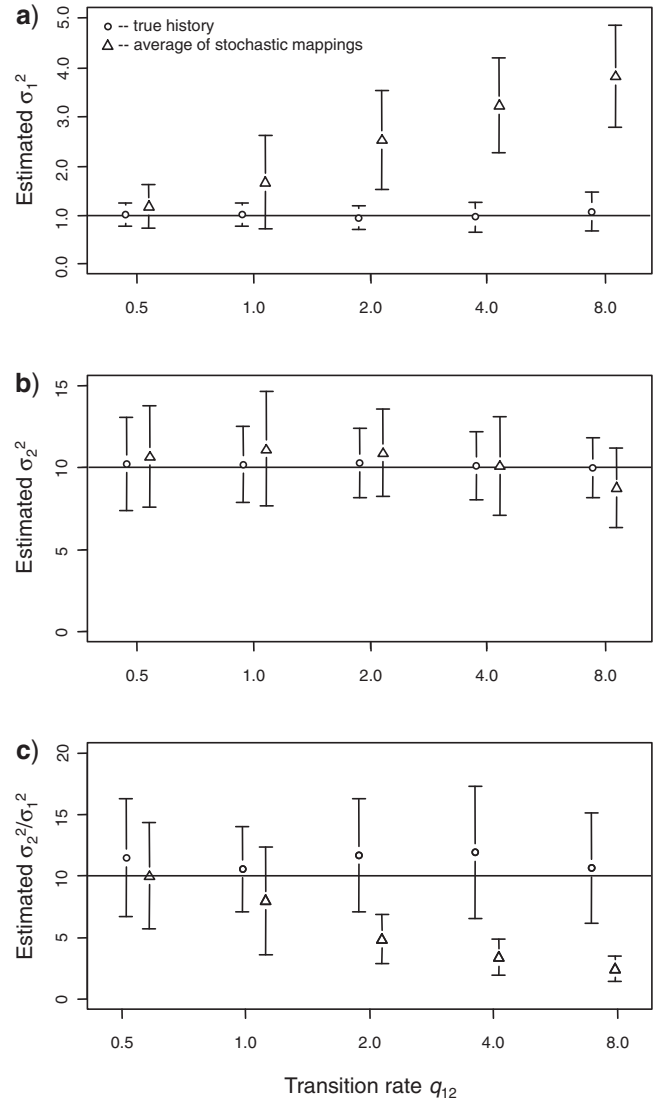 a)
○ -- true history
△ -- average of stochastic mappings
Estimated σ₁²
5.0
4.0
3.0
2.0
1.0
0.0
0.5 1.0 2.0 4.0 8.0
b)
Estimated σ₂²
15
10
5
0
0.5 1.0 2.0 4.0 8.0
c)
Estimated σ₂²/σ₁²
20
15
10
5
0
0.5 1.0 2.0 4.0 8.0
Transition rate q₁₂